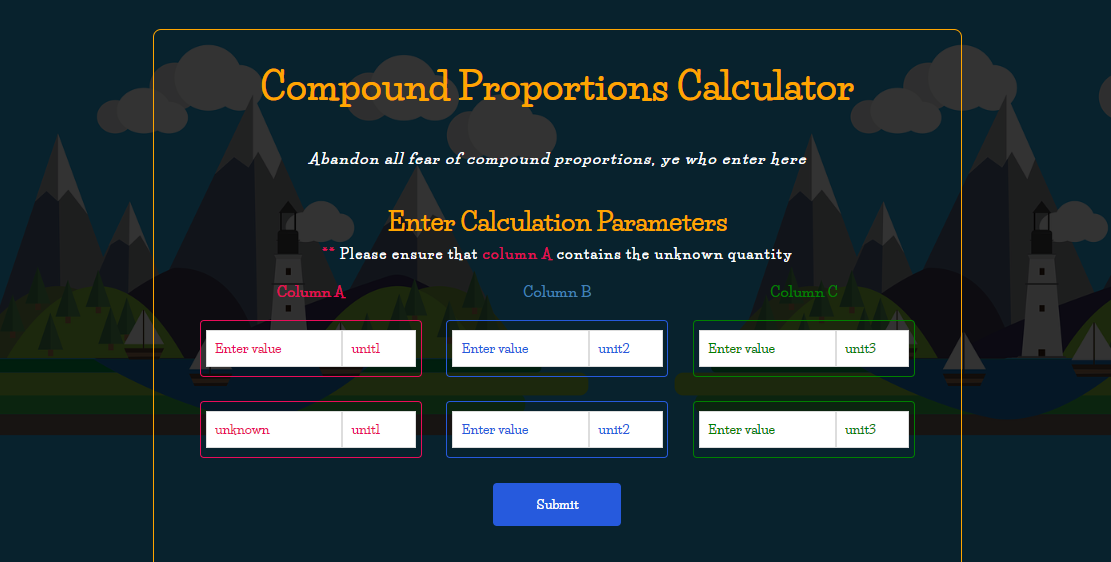 Compound Proportions Calculator
Abandon all fear of compound proportions, ye who enter here
Enter Calculation Parameters
** Please ensure that column A contains the unknown quantity
Column A Column B Column C
Enter value unit1 Enter value unit2 Enter value unit3
unknown unit1 Enter value unit2 Enter value unit3
Submit